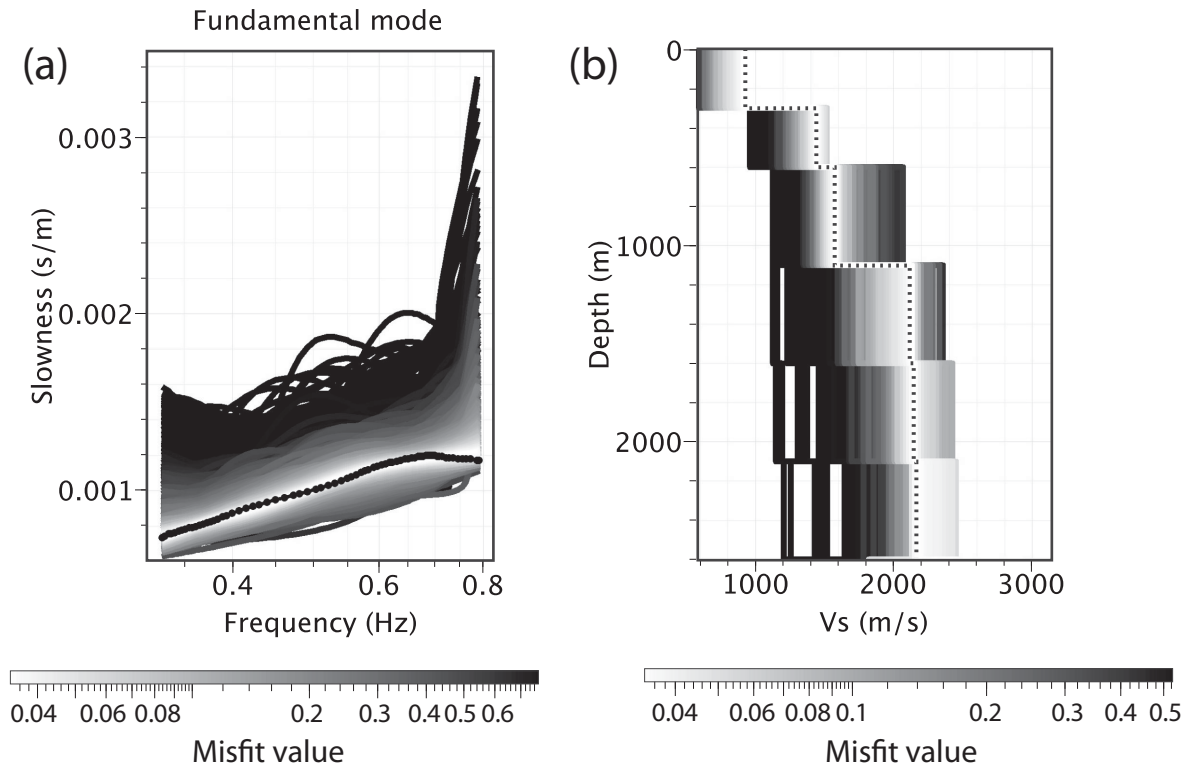 Fundamental mode
(a)
0.003
0.002
0.001
Slowness (s/m)
0.4 0.6 0.8
Frequency (Hz)
0.04 0.06 0.08 0.2 0.3 0.4 0.5 0.6
Misfit value
(b)
0
1000
2000
Depth (m)
1000 2000 3000
Vs (m/s)
0.04 0.06 0.08 0.1 0.2 0.3 0.4 0.5
Misfit value